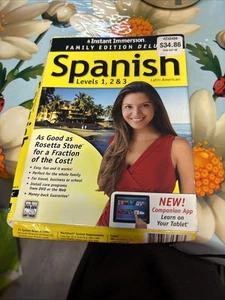 Instant Immersion
FAMILY EDITION DELU
$34.86
Spanish
Levels 1, 2 & 3
Latin American
As Good as
Rosetta Stone
for a Fraction
of the Cost!
Easy, fun and it works!
Perfect for the whole family
For travel, business or school
Install core programs
from DVD or the Web
Money-back Guarantee
NEW!
Companion App
Learn on
Your Tablet